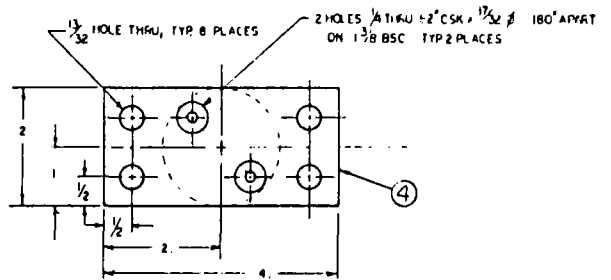 13/32 HOLE THRU, TYP. 8 PLACES
2 HOLES 1/4 THRU 82° CSK, 17/32 ∅ 180° APART
ON 1 3/8 BSC TYP 2 PLACES
2
1
1/2
1/2
2.
4.
4